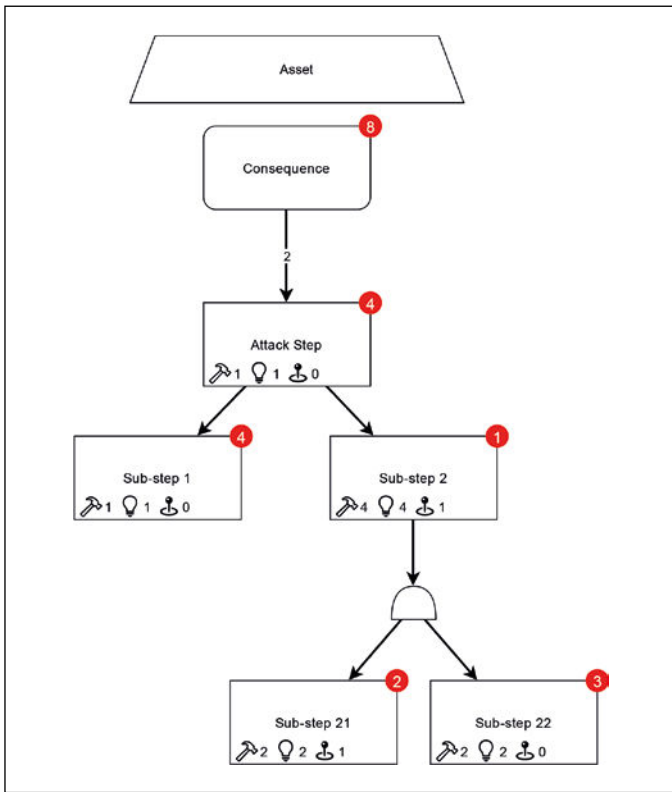 Asset
8
Consequence
2
4
Attack Step
1 1 0
4
Sub-step 1
1 1 0
1
Sub-step 2
4 4 1
2
Sub-step 21
2 2 1
3
Sub-step 22
2 2 0